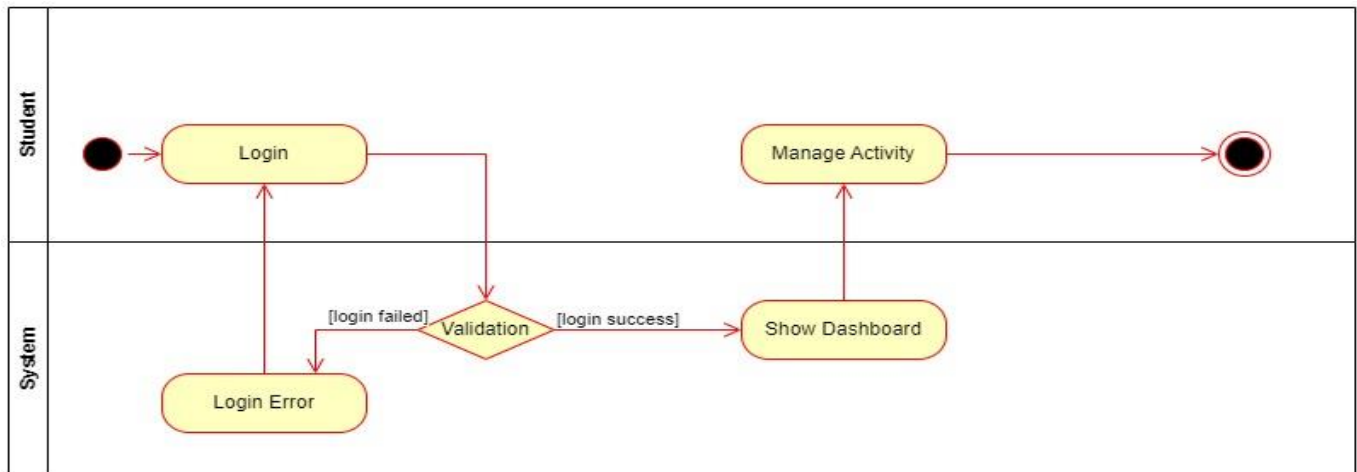 Student
Login
Manage Activity
System
[login failed]
Validation
[login success]
Show Dashboard
Login Error